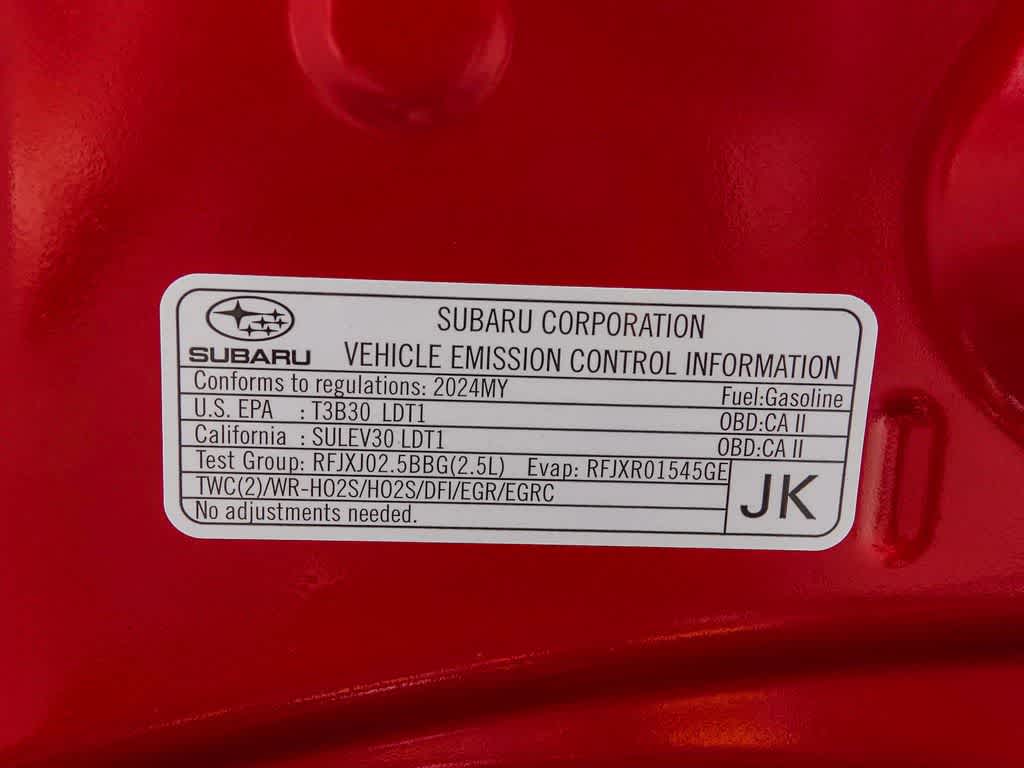 SUBARU CORPORATION
SUBARU VEHICLE EMISSION CONTROL INFORMATION
Conforms to regulations: 2024MY Fuel:Gasoline
U.S. EPA : T3B30 LDT1 OBD:CA II
California : SULEV30 LDT1 OBD:CA II
Test Group: RFJXJ02.5BBG(2.5L) Evap: RFJXR01545GE
TWC(2)/WR-HO2S/HO2S/DFI/EGR/EGRC
JK
No adjustments needed.